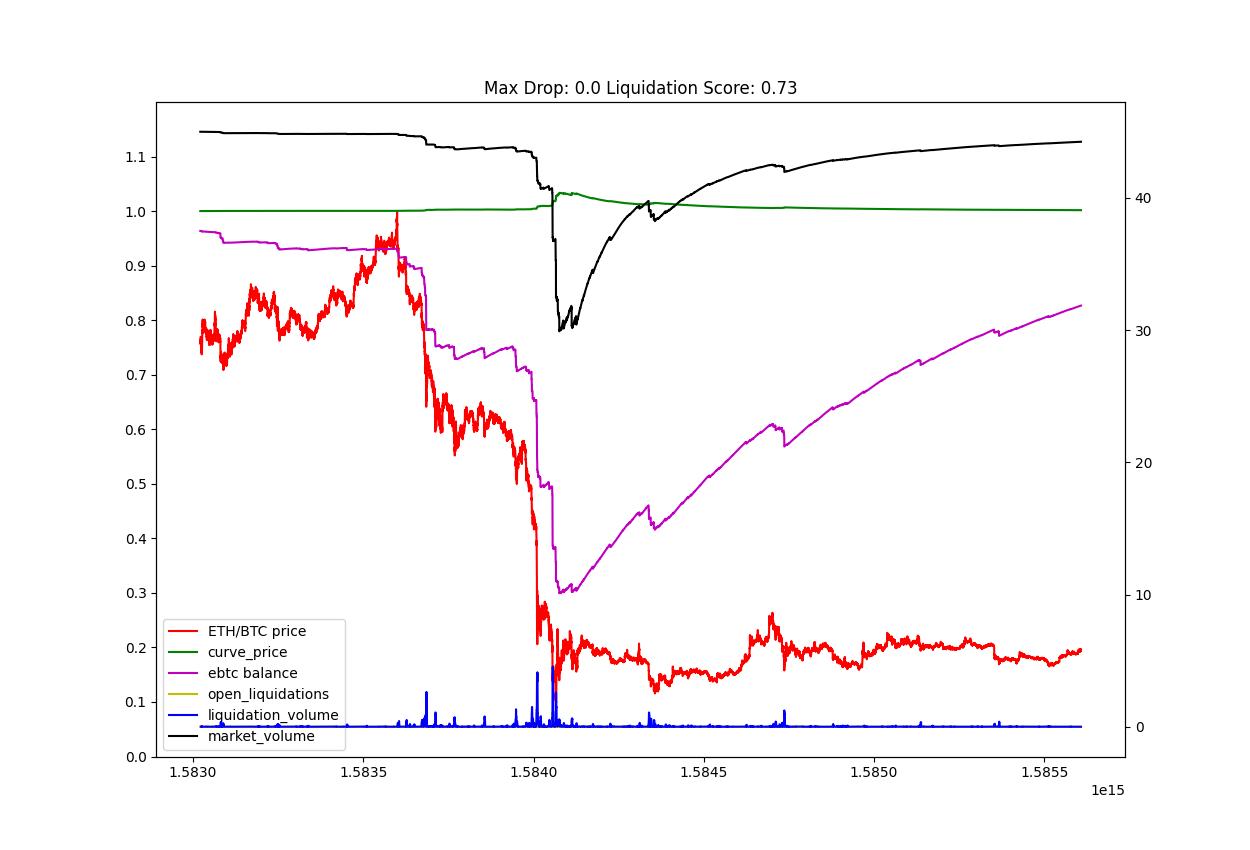 Max Drop: 0.0 Liquidation Score: 0.73
1.1
1.0
0.9
0.8
0.7
0.6
0.5
0.4
0.3
0.2
0.1
0.0
40
30
20
10
0
ETH/BTC price
curve_price
ebtc balance
open_liquidations
liquidation_volume
market_volume
1.5830 1.5835 1.5840 1.5845 1.5850 1.5855
1e15